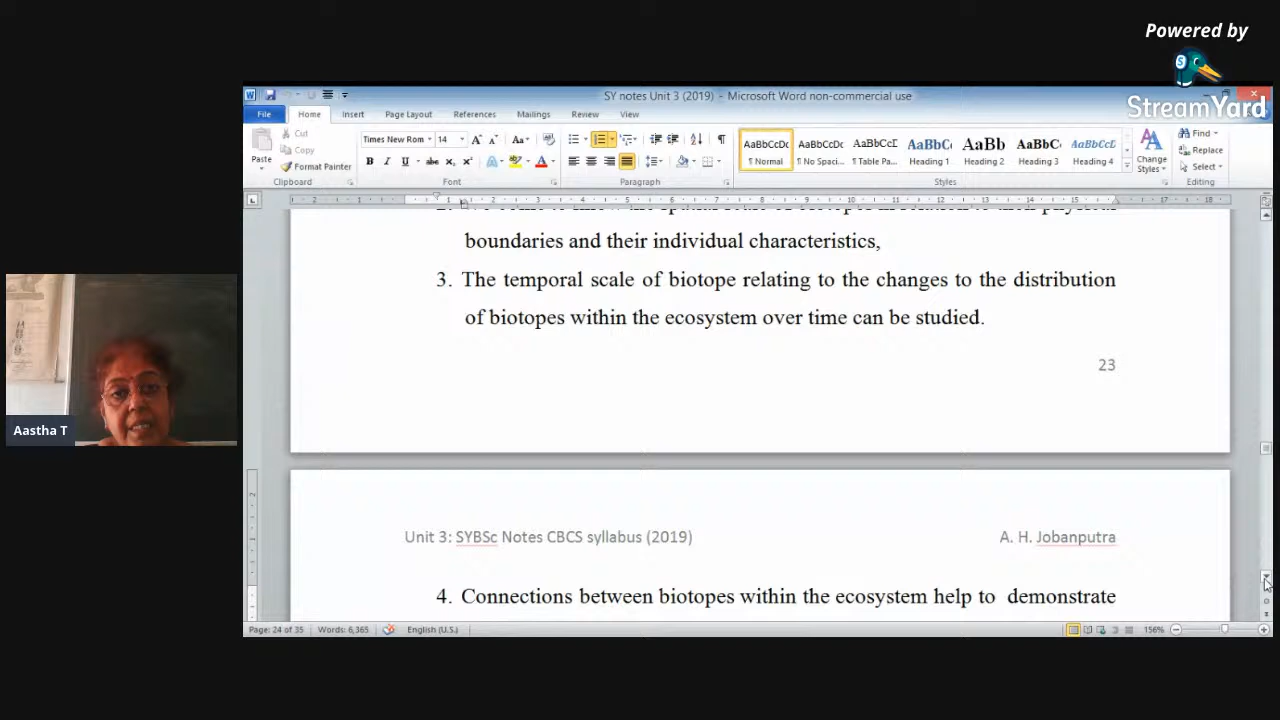 Powered by
StreamYard
SY notes Unit 3 (2019) - Microsoft Word non-commercial use
File Home Insert Page Layout References Mailings Review View
Cut
Copy
Format Painter
Paste
Clipboard
Times New Rom 14
Font
Paragraph
AaBbCcDc AaBbCcDc AaBbCcD AaBbC AaBb AaBbC AaBbCcL
¶ Normal ¶ No Spaci... ¶ Table Pa... Heading 1 Heading 2 Heading 3 Heading 4
Change Styles
Styles
Find
Replace
Select
Editing
boundaries and their individual characteristics,
3. The temporal scale of biotope relating to the changes to the distribution
of biotopes within the ecosystem over time can be studied.
23
Aastha T
Unit 3: SYBSc Notes CBCS syllabus (2019) A. H. Jobanputra
4. Connections between biotopes within the ecosystem help to demonstrate
Page: 24 of 35 Words: 6,365 English (U.S.) 156%